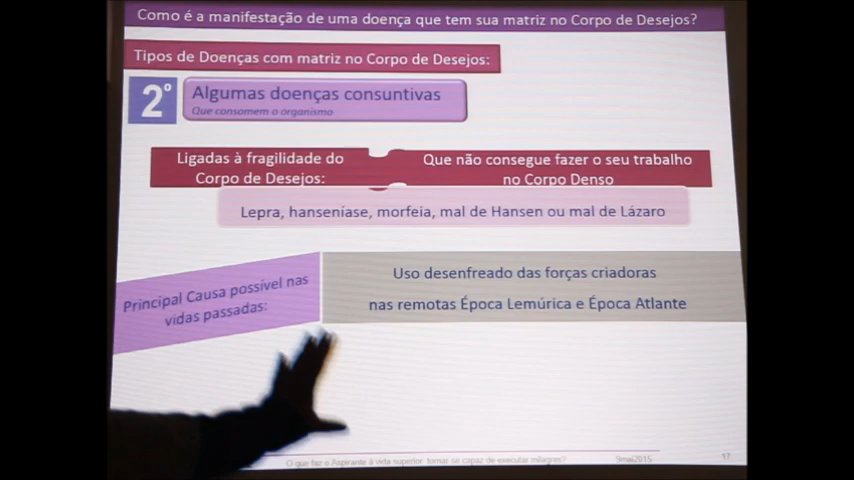 Como é a manifestação de uma doença que tem sua matriz no Corpo de Desejos?
Tipos de Doenças com matriz no Corpo de Desejos:
2º
Algumas doenças consuntivas
Que consomem o organismo
Ligadas à fragilidade do
Corpo de Desejos:
Que não consegue fazer o seu trabalho
no Corpo Denso
Lepra, hanseníase, morfeia, mal de Hansen ou mal de Lázaro
Principal Causa possível nas
vidas passadas:
Uso desenfreado das forças criadoras
nas remotas Época Lemúrica e Época Atlante
O que faz o Aspirante à vida superior tornar os capaz de executar milagres?
9mai2015
17